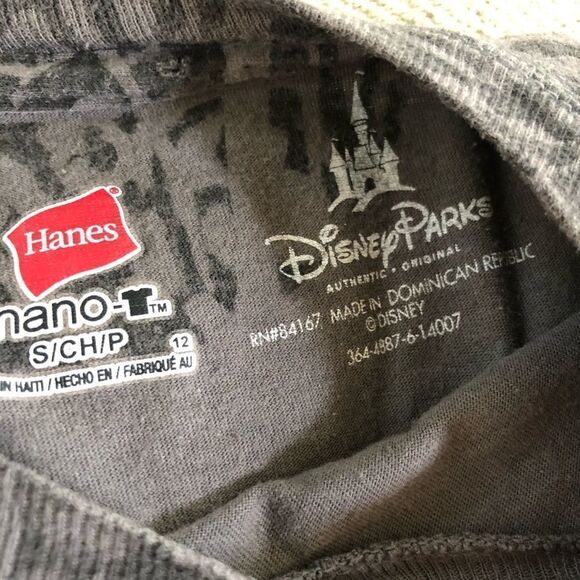 Hanes
nano-T™
S/CH/P
12
IN HAITI / HECHO EN / FABRIQUÉ AU
Disney Parks
AUTHENTIC • ORIGINAL
RN#84167 MADE IN DOMINICAN REPUBLIC
©DISNEY
364-4887-6-14007